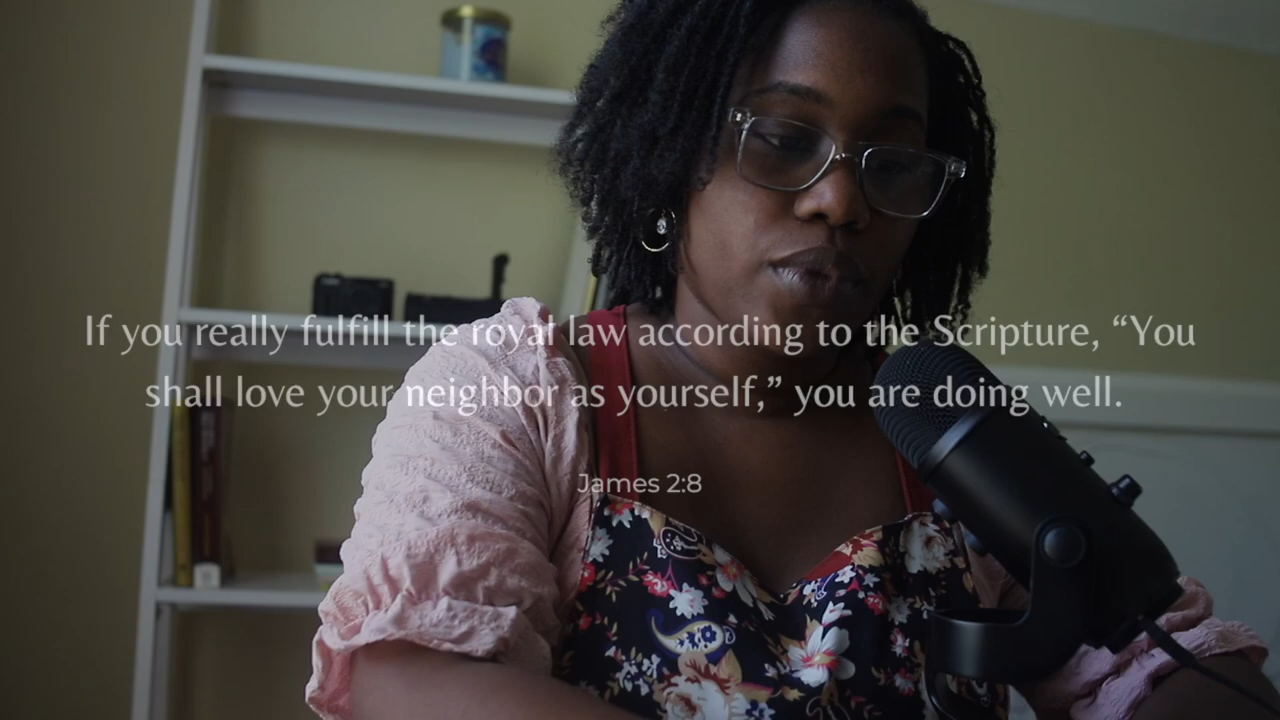 If you really fulfill the royal law according to the Scripture, “You
shall love your neighbor as yourself,” you are doing well.
James 2:8